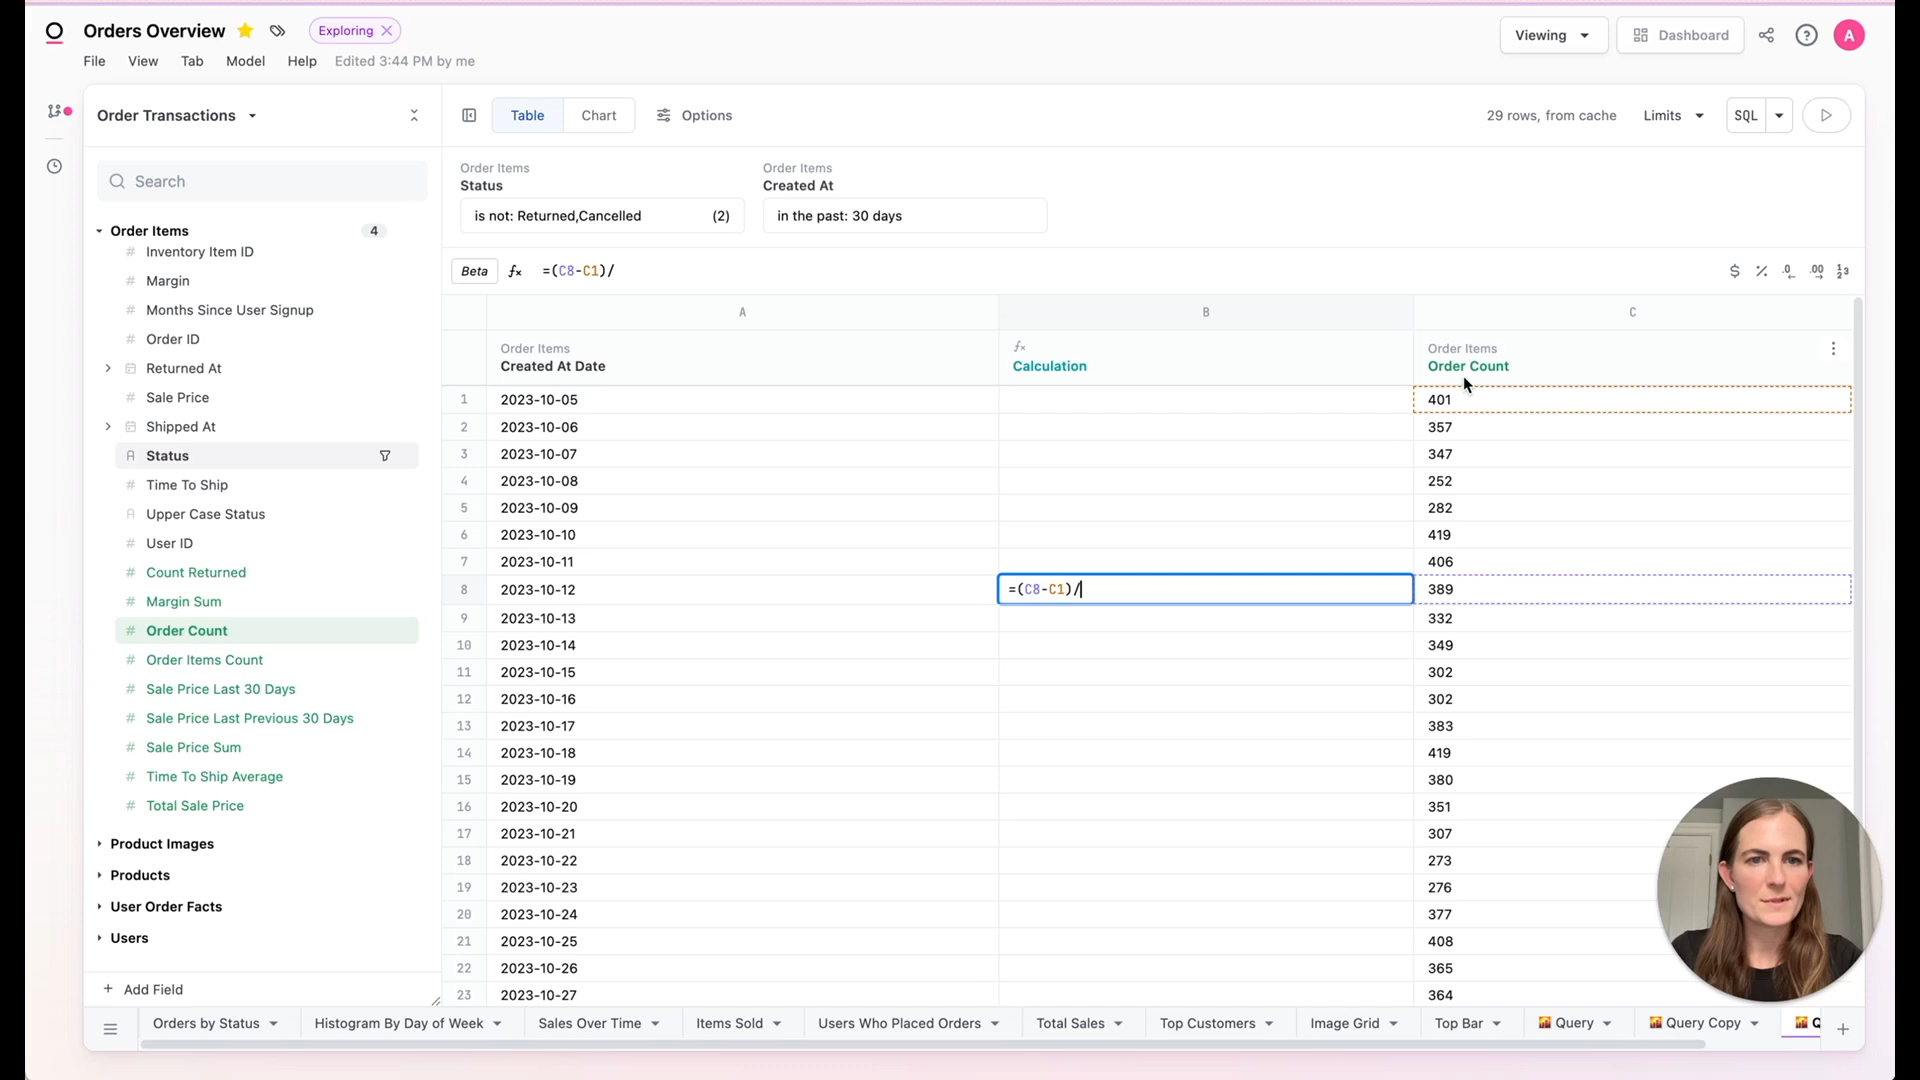 Orders Overview
Exploring
File View Tab Model Help Edited 3:44 PM by me
Viewing
Dashboard
A
Order Transactions
Search
Order Items 4
Inventory Item ID
Margin
Months Since User Signup
Order ID
Returned At
Sale Price
Shipped At
Status
Time To Ship
Upper Case Status
User ID
Count Returned
Margin Sum
Order Count
Order Items Count
Sale Price Last 30 Days
Sale Price Last Previous 30 Days
Sale Price Sum
Time To Ship Average
Total Sale Price
Product Images
Products
User Order Facts
Users
+ Add Field
Table Chart Options
29 rows, from cache Limits SQL
Order Items
Status
is not: Returned,Cancelled (2)
Order Items
Created At
in the past: 30 days
Beta fx =(C8-C1)/
A B C
Order Items
Created At Date
fx
Calculation
Order Items
Order Count
1 2023-10-05 401
2 2023-10-06 357
3 2023-10-07 347
4 2023-10-08 252
5 2023-10-09 282
6 2023-10-10 419
7 2023-10-11 406
8 2023-10-12 =(C8-C1)/ 389
9 2023-10-13 332
10 2023-10-14 349
11 2023-10-15 302
12 2023-10-16 302
13 2023-10-17 383
14 2023-10-18 419
15 2023-10-19 380
16 2023-10-20 351
17 2023-10-21 307
18 2023-10-22 273
19 2023-10-23 276
20 2023-10-24 377
21 2023-10-25 408
22 2023-10-26 365
23 2023-10-27 364
Orders by Status Histogram By Day of Week Sales Over Time Items Sold Users Who Placed Orders Total Sales Top Customers Image Grid Top Bar Query Query Copy Q